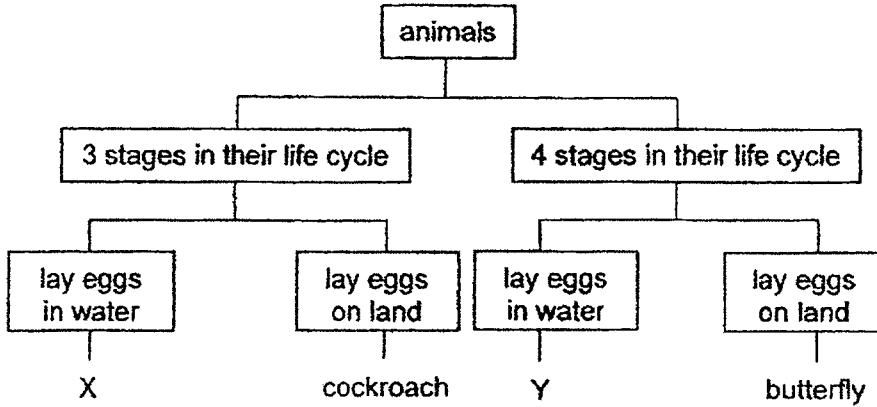 animals
3 stages in their life cycle
4 stages in their life cycle
lay eggs
in water
lay eggs
on land
lay eggs
in water
lay eggs
on land
X
cockroach
Y
butterfly